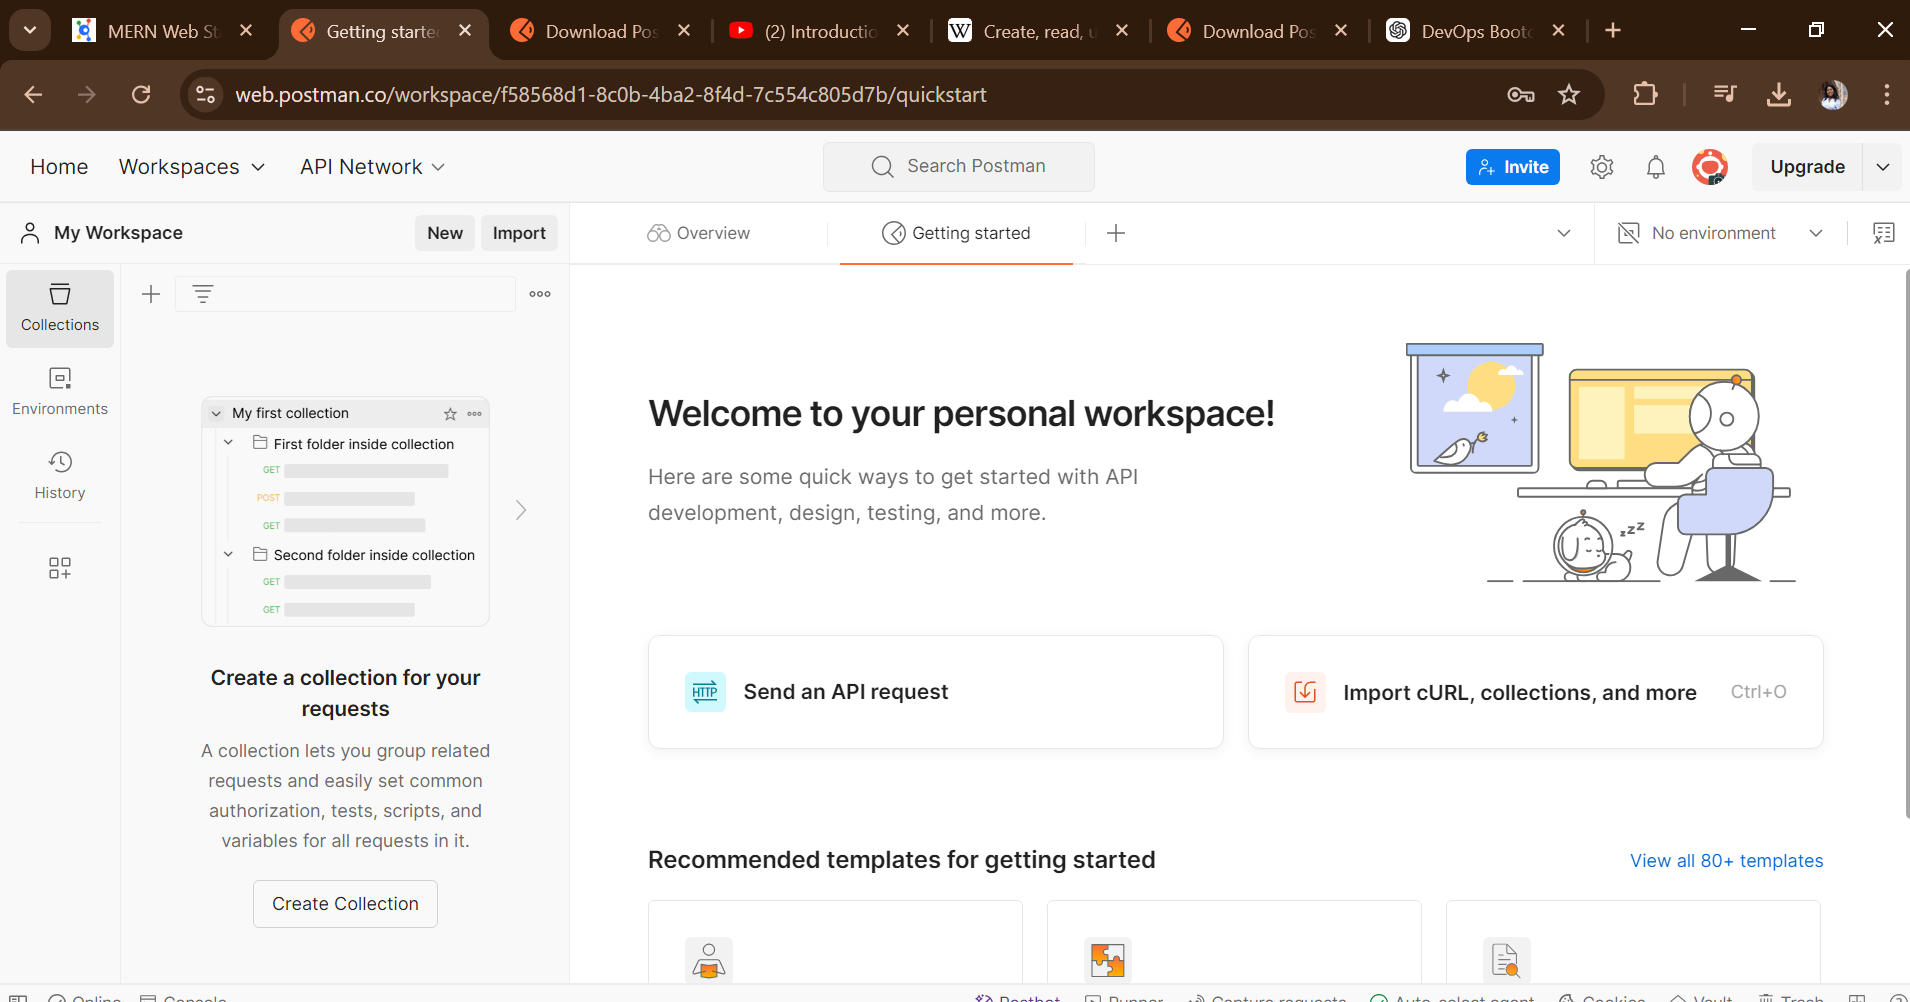 MERN Web St
Getting starte
Download Pos
(2) Introductio
Create, read, u
Download Pos
DevOps Bootc
web.postman.co/workspace/f58568d1-8c0b-4ba2-8f4d-7c554c805d7b/quickstart
Home
Workspaces
API Network
Search Postman
Invite
Upgrade
My Workspace
New
Import
Overview
Getting started
No environment
Collections
Environments
History
My first collection
First folder inside collection
GET
POST
GET
Second folder inside collection
GET
GET
Create a collection for your
requests
A collection lets you group related
requests and easily set common
authorization, tests, scripts, and
variables for all requests in it.
Create Collection
Welcome to your personal workspace!
Here are some quick ways to get started with API
development, design, testing, and more.
zzZ
HTTP
Send an API request
Import cURL, collections, and more
Ctrl+O
Recommended templates for getting started
View all 80+ templates
Online
Console
Postbot
Runner
Capture requests
Auto-select agent
Cookies
Vault
Trash